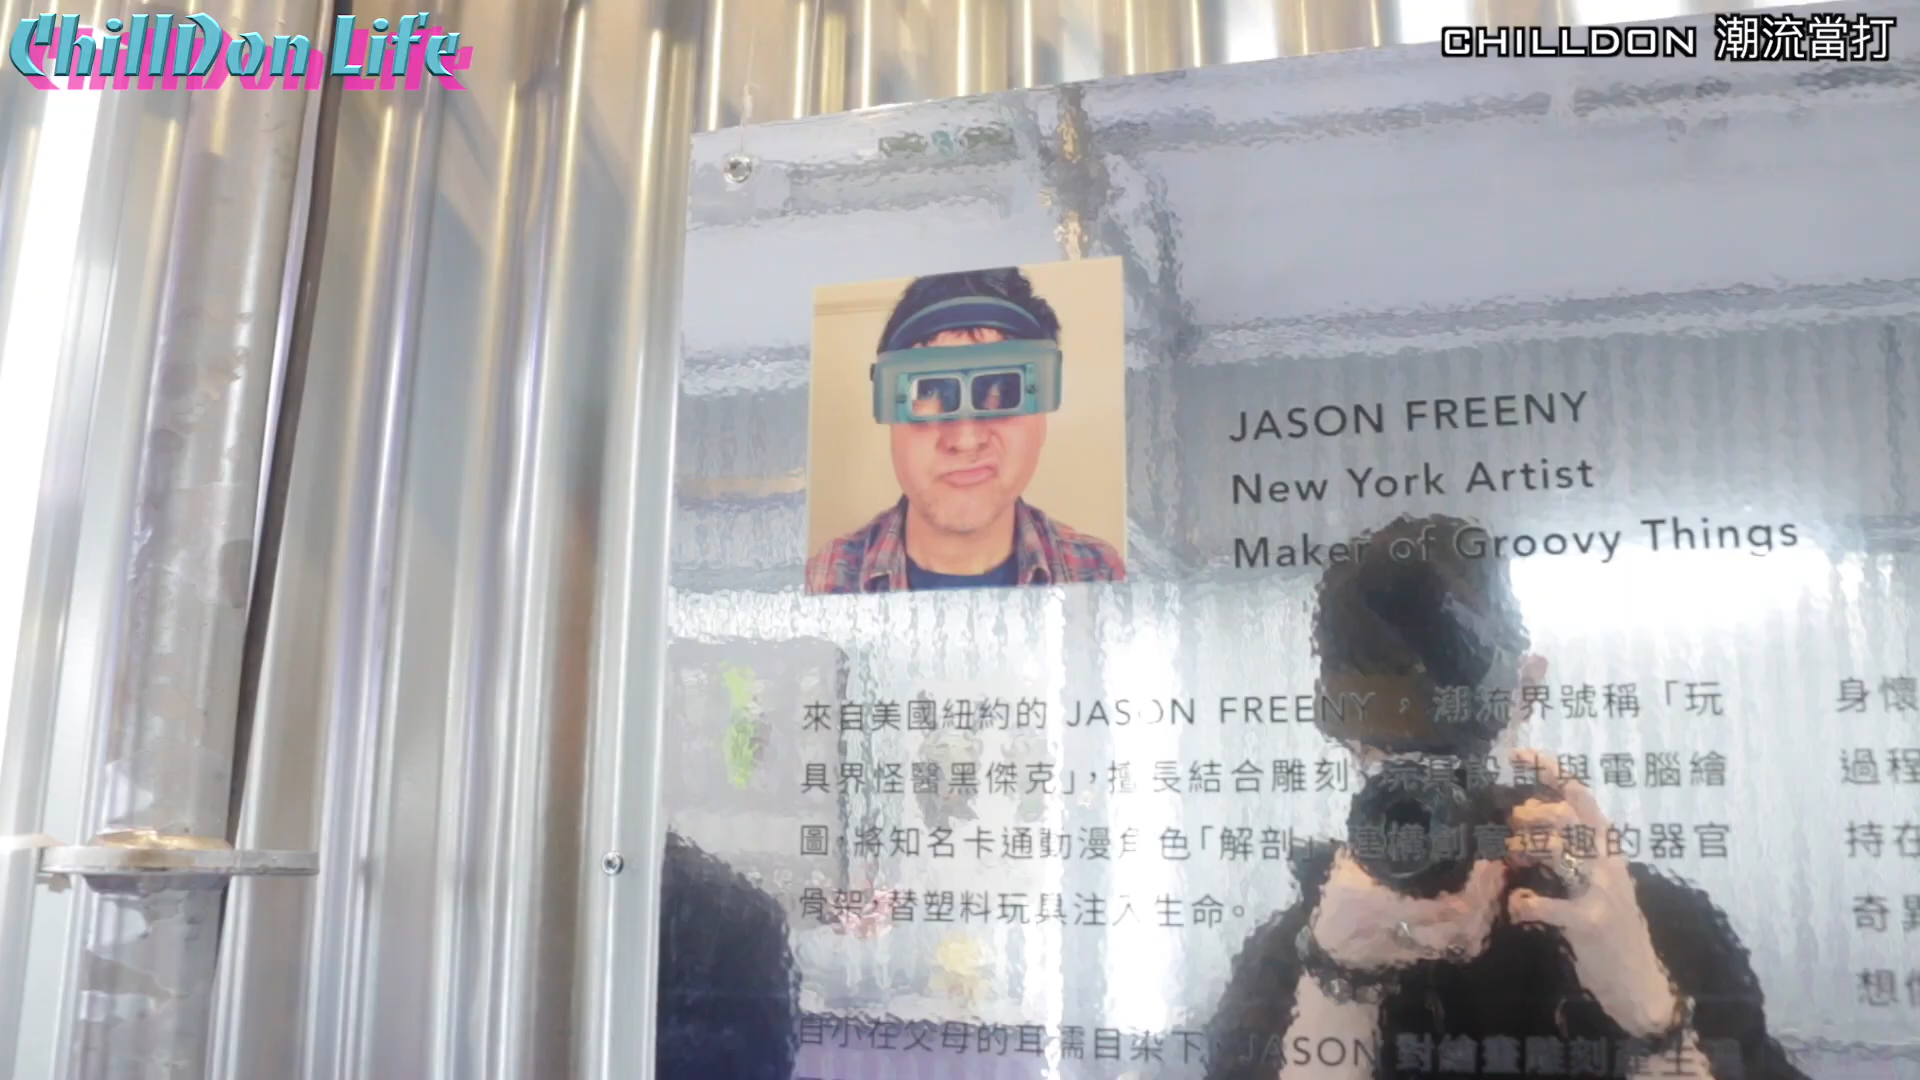 ChillDon Life
CHILLDON 潮流當打
JASON FREENY
New York Artist
Maker of Groovy Things
來自美國紐約的 JASON FREENY，潮流界號稱「玩
具界怪醫黑傑克」，擅長結合雕刻、玩具設計與電腦繪
圖，將知名卡通動漫角色「解剖」，建構創意逗趣的器官
骨架，替塑料玩具注入生命。
自小在父母的耳濡目染下，JASON 對繪畫雕刻產生
身懷
過程
持在
奇異
想